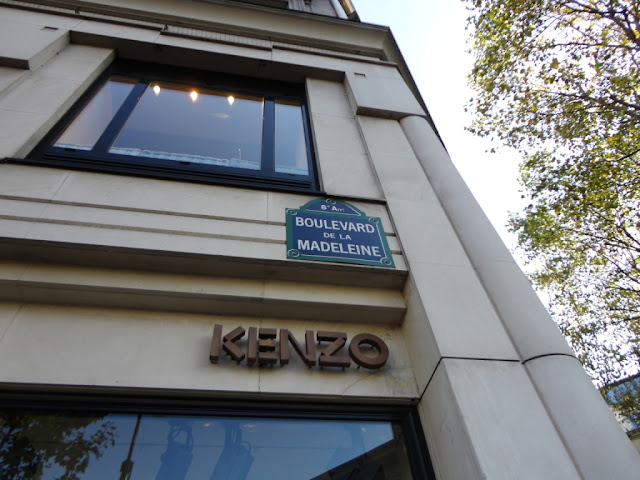 8ᵉ Arrᵗ
BOULEVARD
DE LA
MADELEINE
KENZO